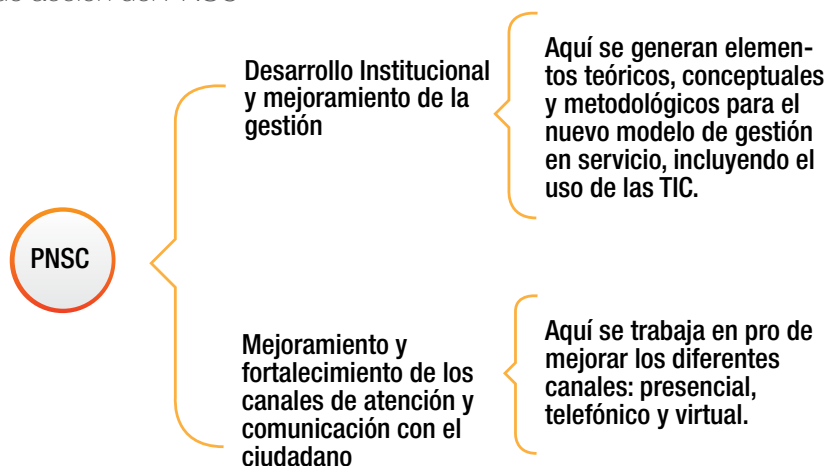 Desarrollo Institucional
y mejoramiento de la
gestión
Aquí se generan elemen-
tos teóricos, conceptuales
y metodológicos para el
nuevo modelo de gestión
en servicio, incluyendo el
uso de las TIC.
PNSC
Mejoramiento y
fortalecimiento de los
canales de atención y
comunicación con el
ciudadano
Aquí se trabaja en pro de
mejorar los diferentes
canales: presencial,
telefónico y virtual.